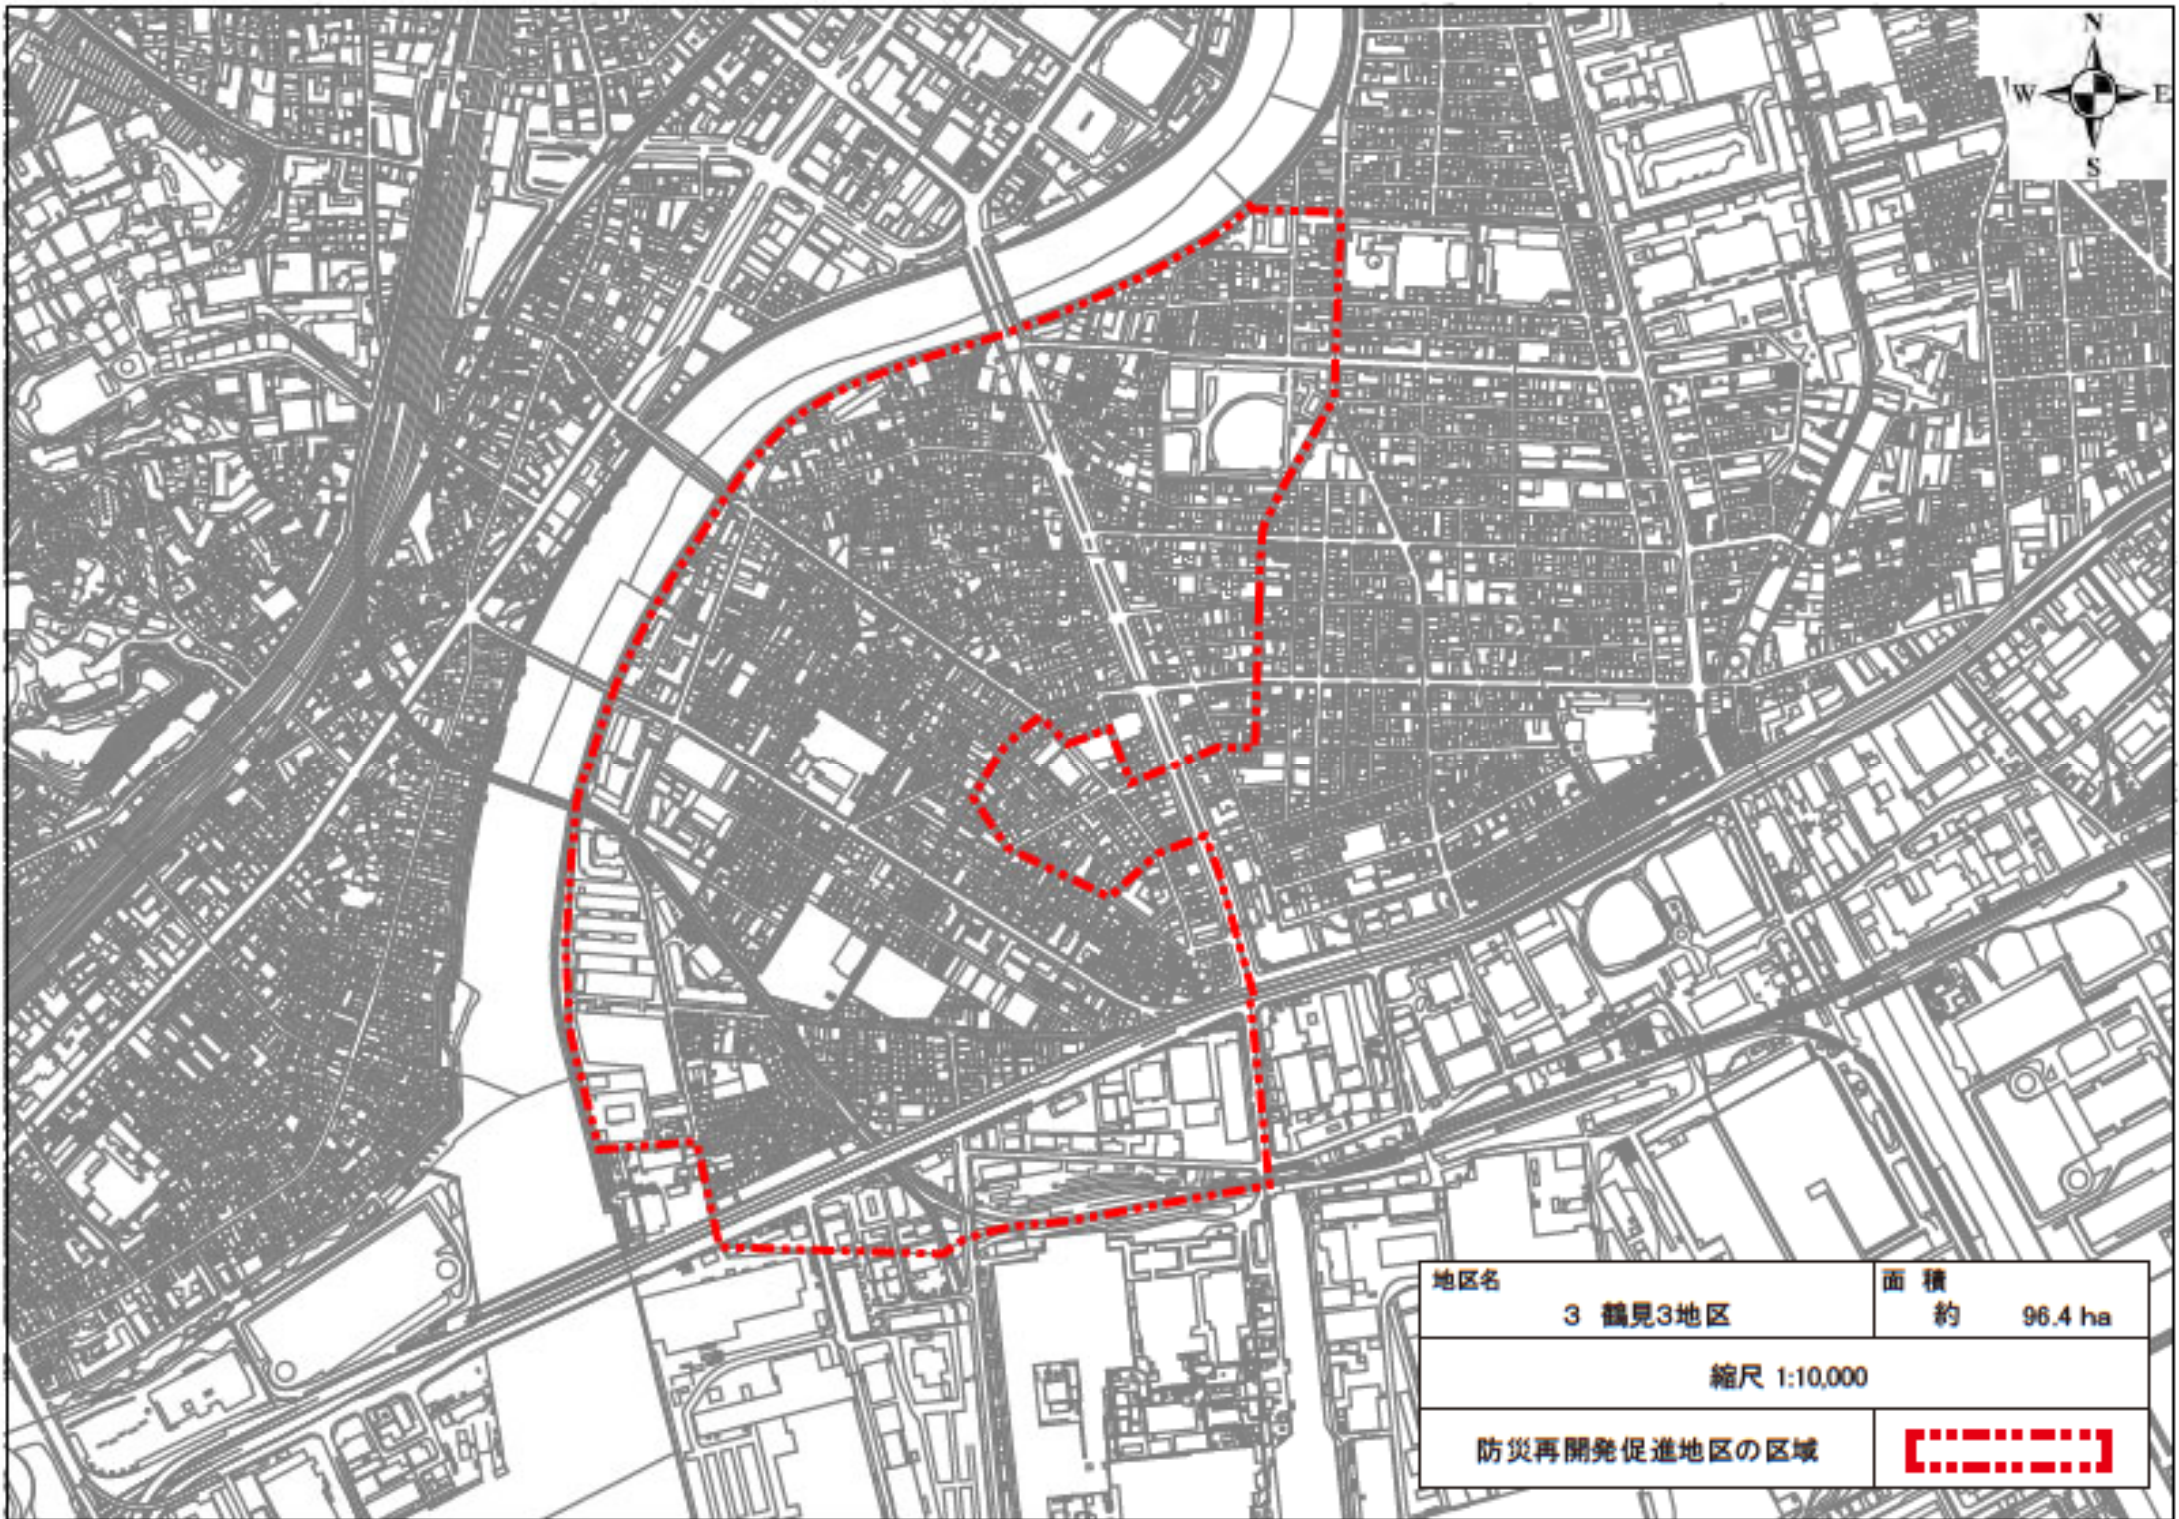 N
W E
S
地区名
3 鶴見3地区
面 積
約 96.4 ha
縮尺 1:10,000
防災再開発促進地区の区域